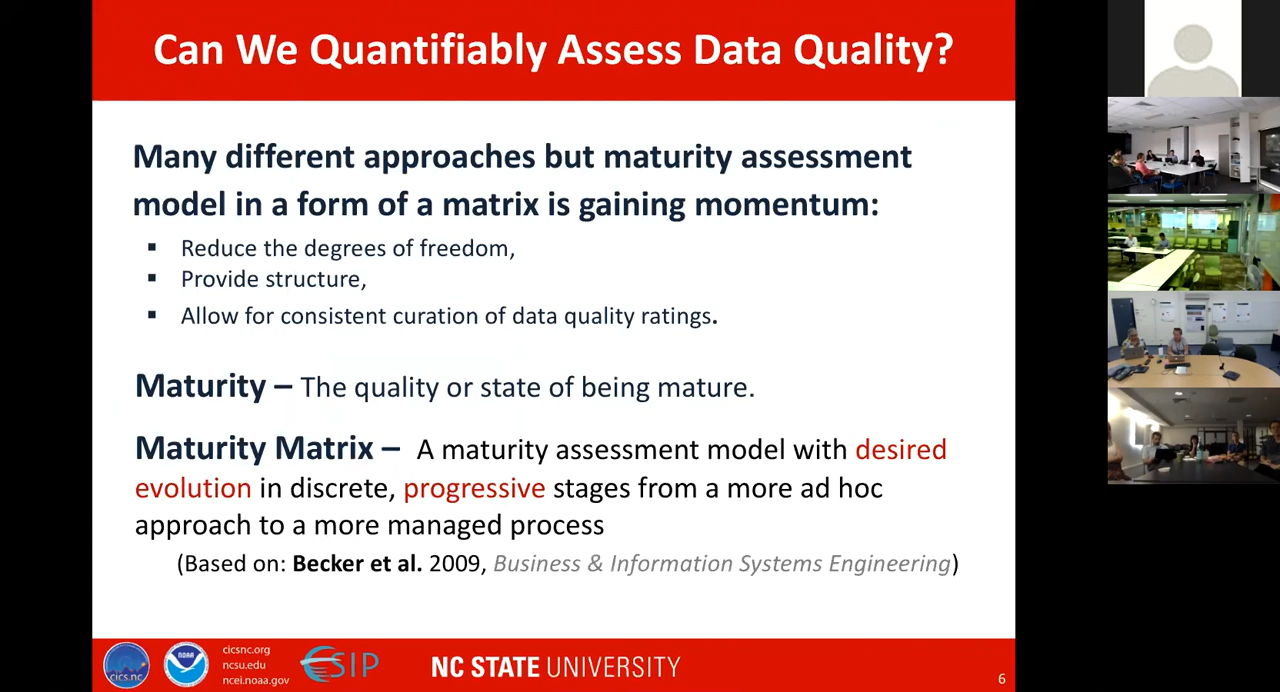 Can We Quantifiably Assess Data Quality?
Many different approaches but maturity assessment
model in a form of a matrix is gaining momentum:
▪ Reduce the degrees of freedom,
▪ Provide structure,
▪ Allow for consistent curation of data quality ratings.
Maturity – The quality or state of being mature.
Maturity Matrix – A maturity assessment model with desired
evolution in discrete, progressive stages from a more ad hoc
approach to a more managed process
(Based on: Becker et al. 2009, Business & Information Systems Engineering)
cics.nc
NOAA
cicsnc.org
ncsu.edu
ncei.noaa.gov
ESIP
NC STATE UNIVERSITY
6